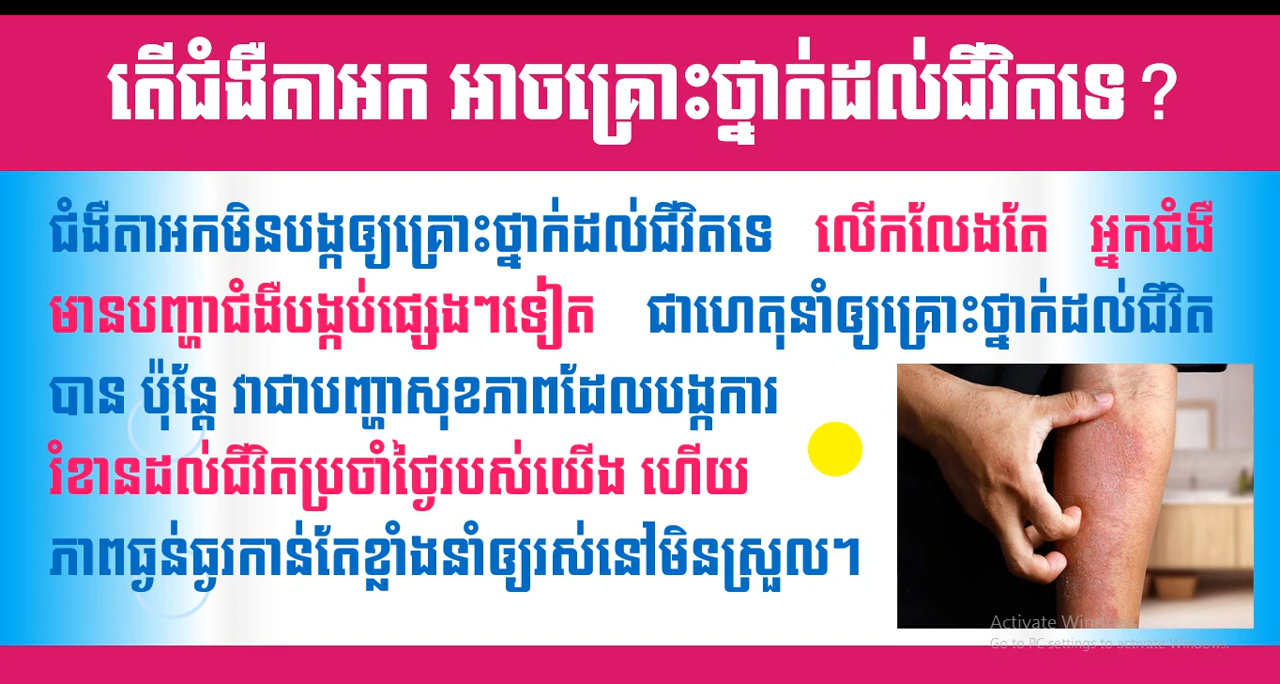 តើជំងឺតាអក អាចគ្រោះថ្នាក់ដល់ជីវិតទេ?
ជំងឺតាអកមិនបង្កឲ្យគ្រោះថ្នាក់ដល់ជីវិតទេ លើកលែងតែ អ្នកជំងឺ
មានបញ្ហាជំងឺបង្កប់ផ្សេងៗទៀត ជាហេតុនាំឲ្យគ្រោះថ្នាក់ដល់ជីវិត
បាន ប៉ុន្តែ វាជាបញ្ហាសុខភាពដែលបង្កការ
រំខានដល់ជីវិតប្រចាំថ្ងៃរបស់យើង ហើយ
ភាពធ្ងន់ធ្ងរកាន់តែខ្លាំងនាំឲ្យរស់នៅមិនស្រួល។
Activate Win
Go to PC settings to activate Windows.